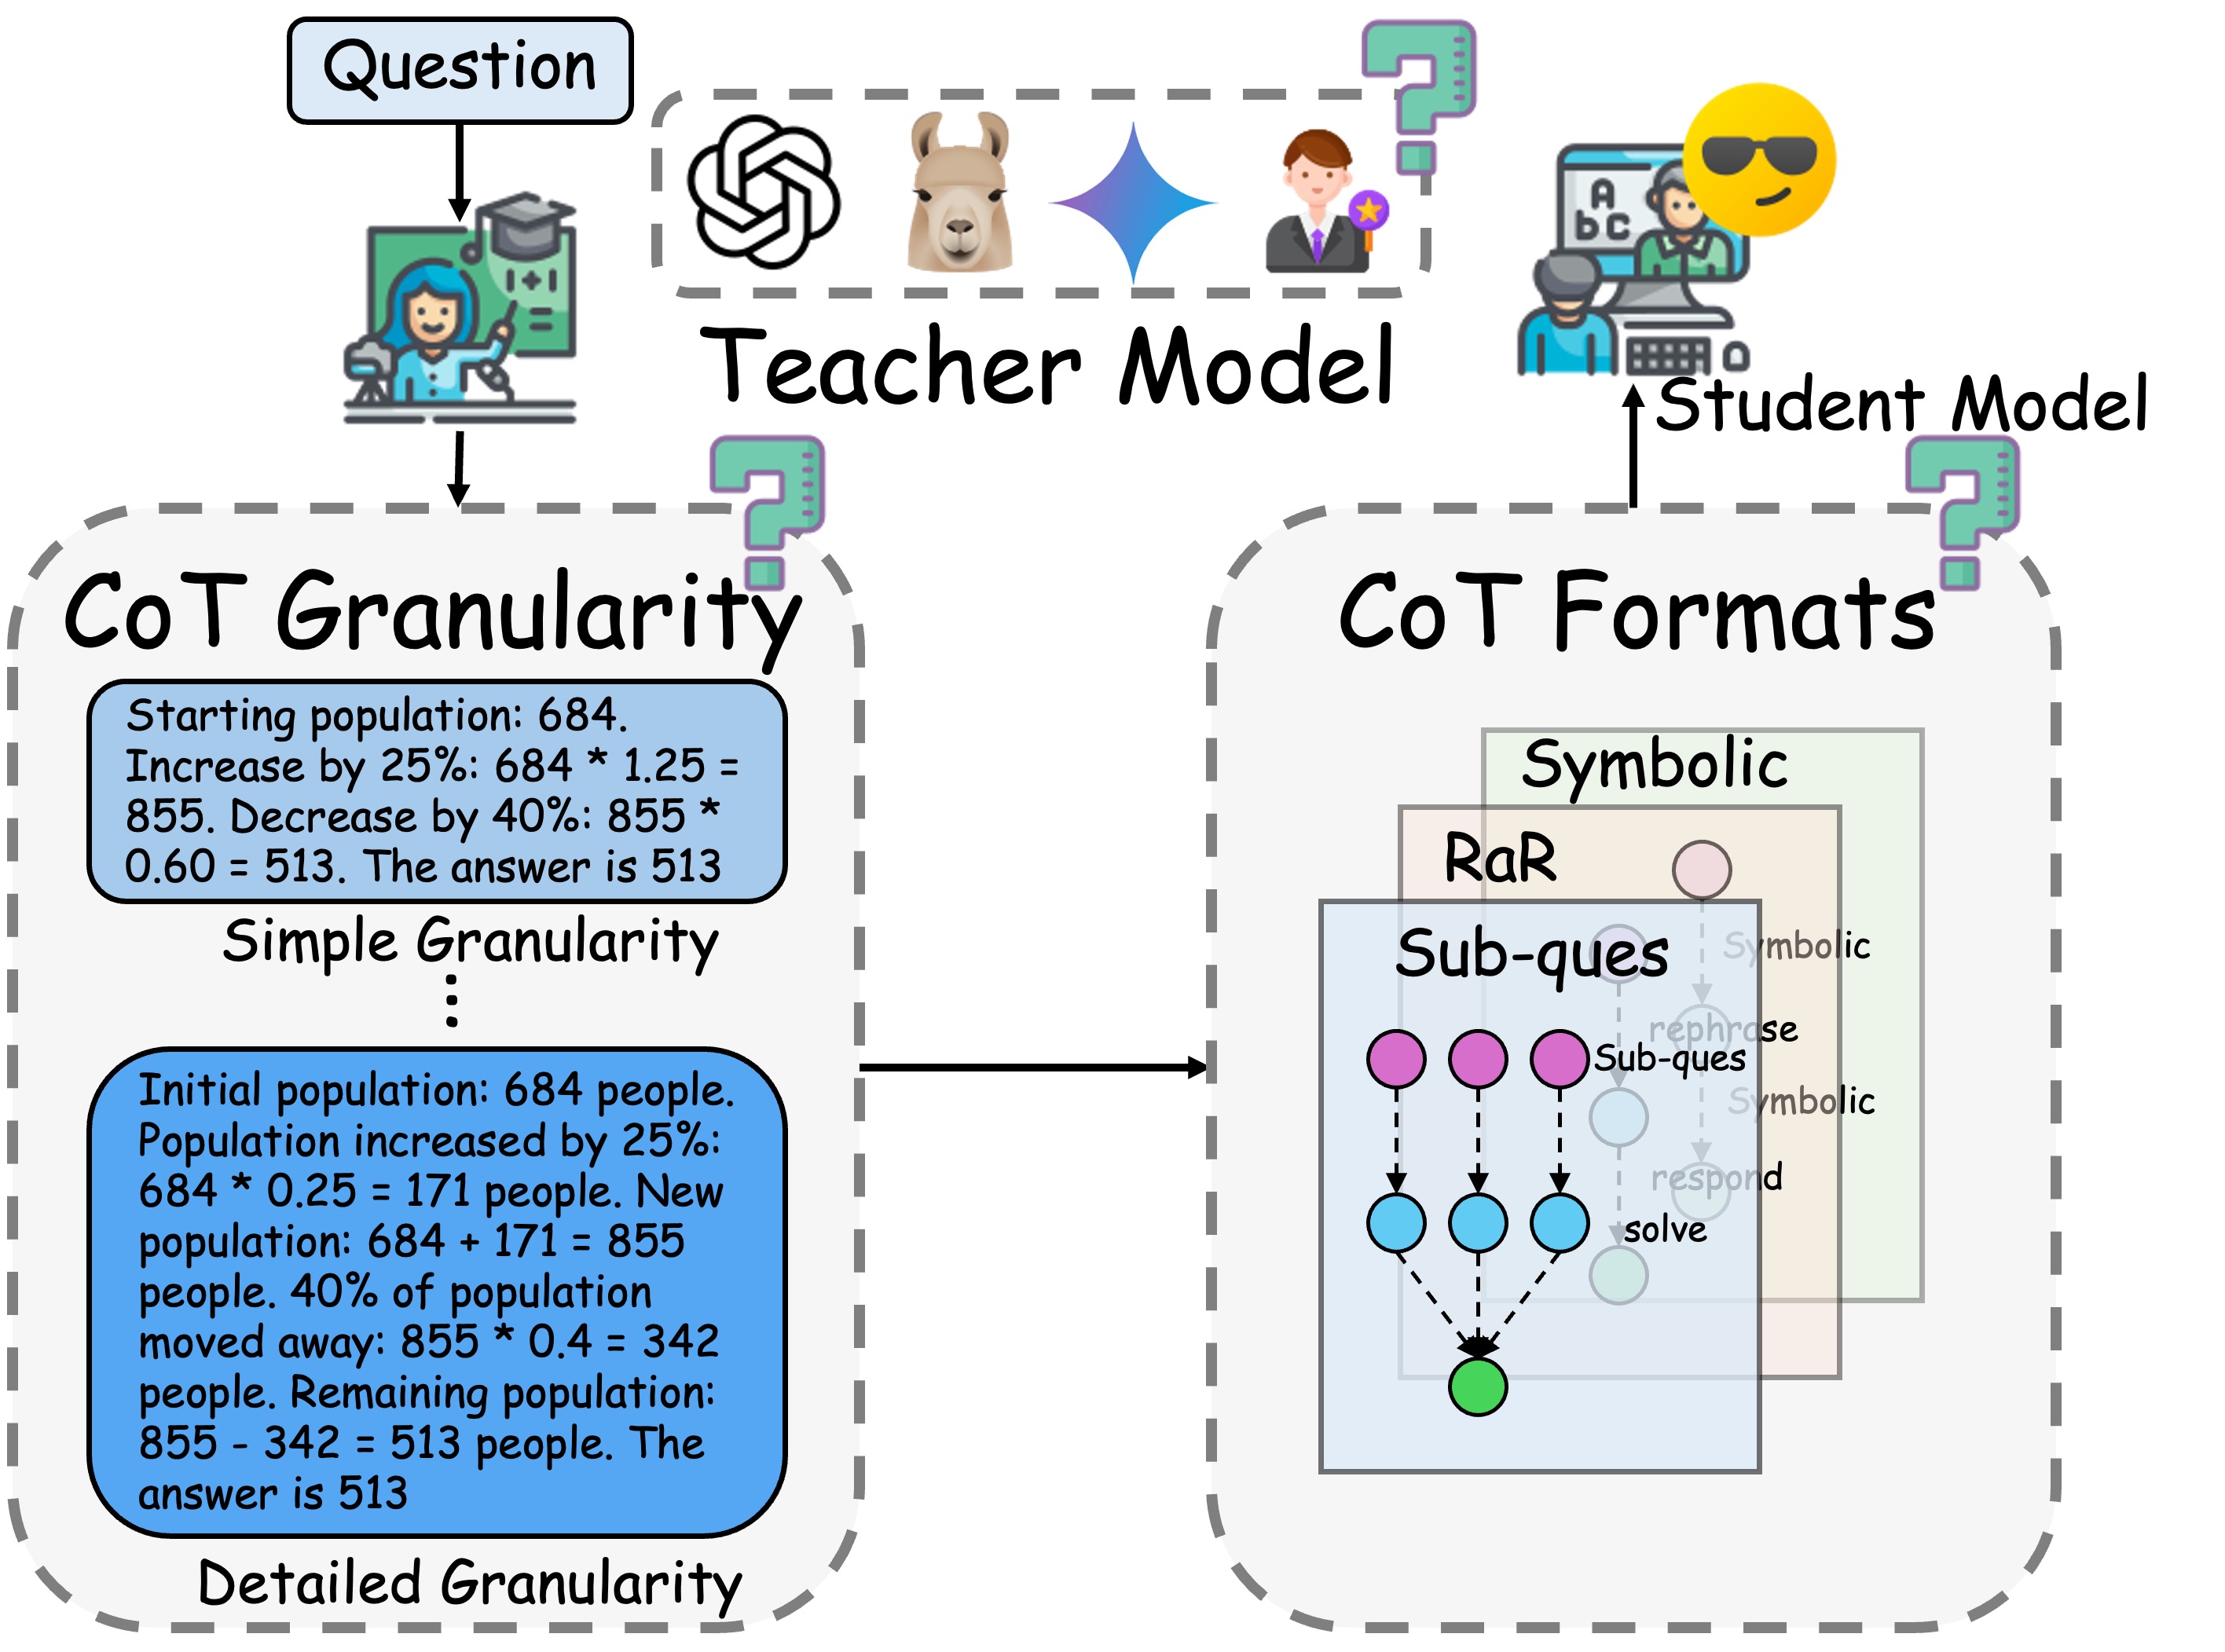 Question
Teacher Model
A
bC
1+1
=
Student Model
CoT Granularity
Starting population: 684.
Increase by 25%: 684 * 1.25 =
855. Decrease by 40%: 855 *
0.60 = 513. The answer is 513
Simple Granularity
Initial population: 684 people.
Population increased by 25%:
684 * 0.25 = 171 people. New
population: 684 + 171 = 855
people. 40% of population
moved away: 855 * 0.4 = 342
people. Remaining population:
855 - 342 = 513 people. The
answer is 513
Detailed Granularity
CoT Formats
Symbolic
RaR
Sub-ques
Symbolic
rephrase
Sub-ques
Symbolic
respond
solve